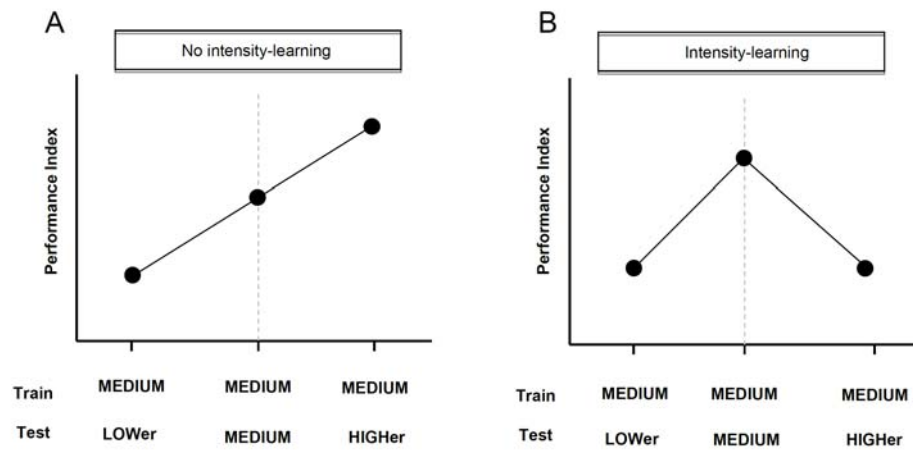 A
No intensity-learning
Performance Index
Train MEDIUM MEDIUM MEDIUM
Test LOWer MEDIUM HIGHer
B
Intensity-learning
Performance Index
Train MEDIUM MEDIUM MEDIUM
Test LOWer MEDIUM HIGHer